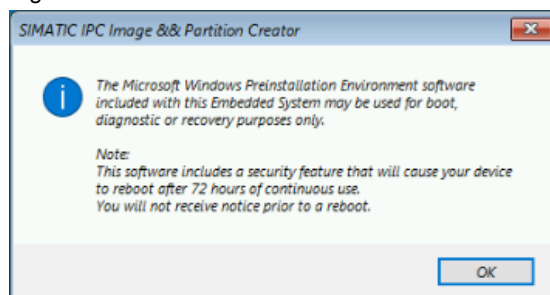 SIMATIC IPC Image && Partition Creator
The Microsoft Windows Preinstallation Environment software
included with this Embedded System may be used for boot,
diagnostic or recovery purposes only.
Note:
This software includes a security feature that will cause your device
to reboot after 72 hours of continuous use.
You will not receive notice prior to a reboot.
OK